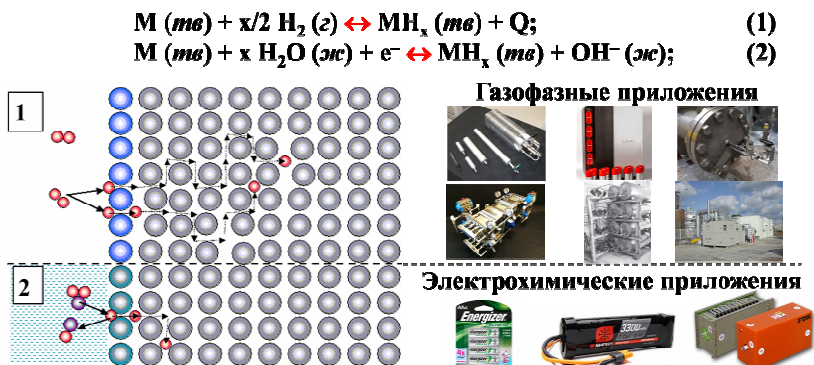 M (тв) + x/2 H₂ (г) ↔ MHₓ (тв) + Q; (1)
M (тв) + x H₂O (ж) + e⁻ ↔ MHₓ (тв) + OH⁻ (ж); (2)
1
Газофазные приложения
2
Электрохимические приложения
Energizer
3300